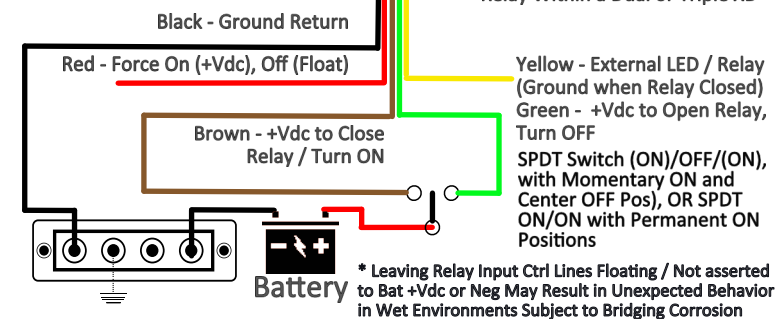 Black - Ground Return
Red - Force On (+Vdc), Off (Float)
Yellow - External LED / Relay
(Ground when Relay Closed)
Green - +Vdc to Open Relay,
Turn OFF
Brown - +Vdc to Close
Relay / Turn ON
SPDT Switch (ON)/OFF/(ON),
with Momentary ON and
Center OFF Pos), OR SPDT
ON/ON with Permanent ON
Positions
- +
Battery
* Leaving Relay Input Ctrl Lines Floating / Not asserted
to Bat +Vdc or Neg May Result in Unexpected Behavior
in Wet Environments Subject to Bridging Corrosion